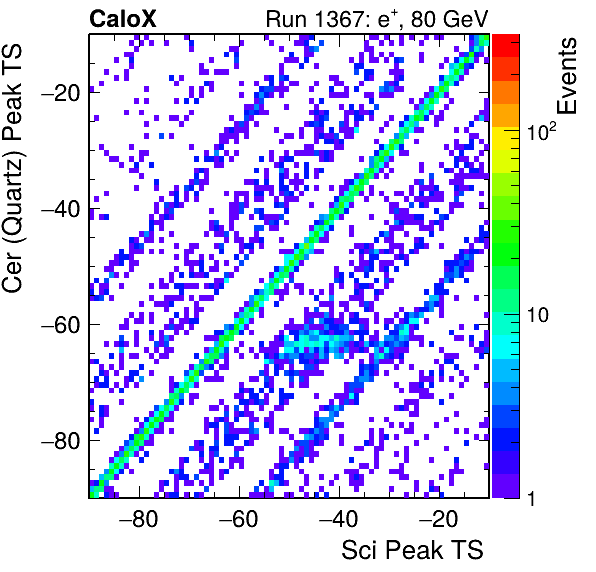 CaloX Run 1367: e⁺, 80 GeV
Cer (Quartz) Peak TS
−20
−40
−60
−80
−80 −60 −40 −20
Sci Peak TS
Events
10²
10
1